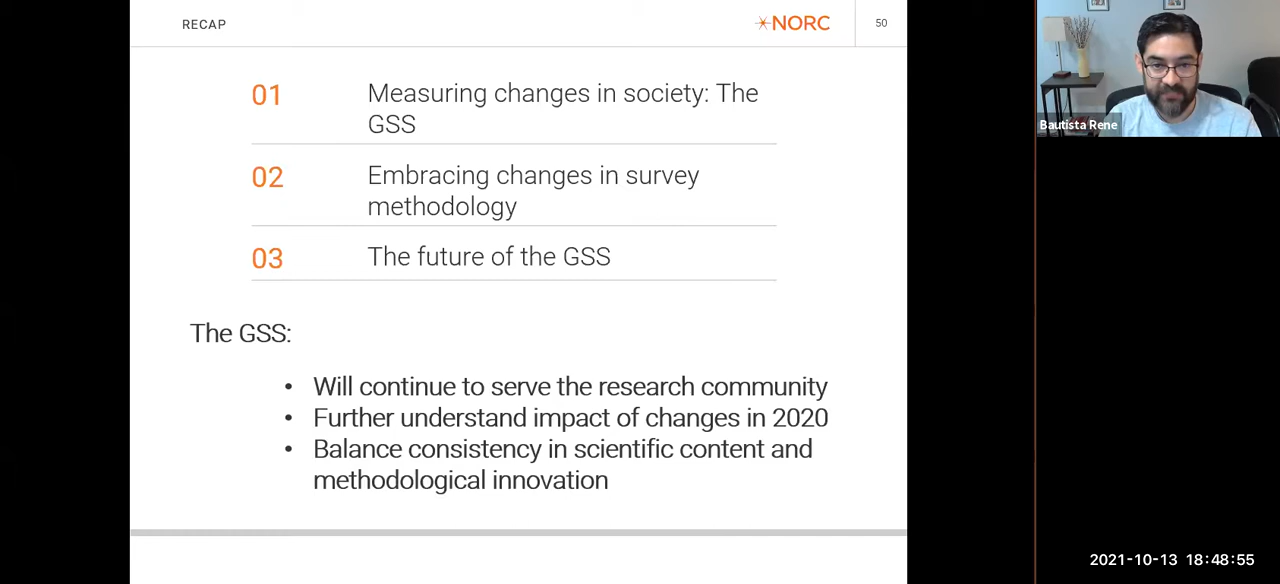 RECAP
NORC
50
01
Measuring changes in society: The
GSS
02
Embracing changes in survey
methodology
03
The future of the GSS
The GSS:
• Will continue to serve the research community
• Further understand impact of changes in 2020
• Balance consistency in scientific content and
methodological innovation
Bautista Rene
2021-10-13 18:48:55